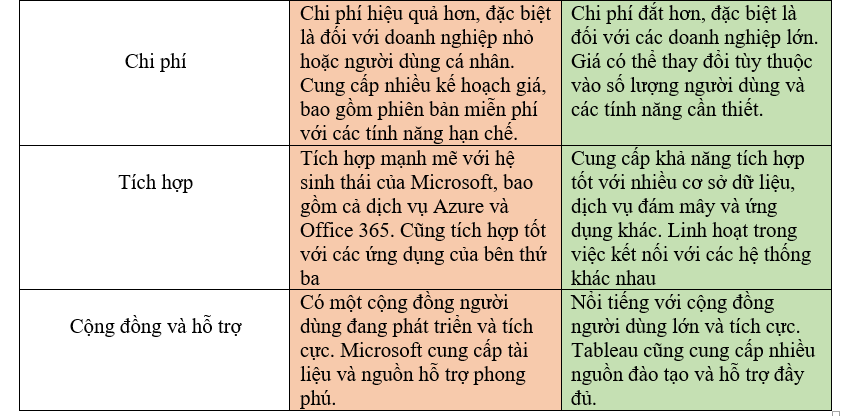 Chi phí
Chi phí hiệu quả hơn, đặc biệt
là đối với doanh nghiệp nhỏ
hoặc người dùng cá nhân.
Cung cấp nhiều kế hoạch giá,
bao gồm phiên bản miễn phí
với các tính năng hạn chế.
Chi phí đắt hơn, đặc biệt là
đối với các doanh nghiệp lớn.
Giá có thể thay đổi tùy thuộc
vào số lượng người dùng và
các tính năng cần thiết.
Tích hợp
Tích hợp mạnh mẽ với hệ
sinh thái của Microsoft, bao
gồm cả dịch vụ Azure và
Office 365. Cũng tích hợp tốt
với các ứng dụng của bên thứ
ba
Cung cấp khả năng tích hợp
tốt với nhiều cơ sở dữ liệu,
dịch vụ đám mây và ứng
dụng khác. Linh hoạt trong
việc kết nối với các hệ thống
khác nhau
Cộng đồng và hỗ trợ
Có một cộng đồng người
dùng đang phát triển và tích
cực. Microsoft cung cấp tài
liệu và nguồn hỗ trợ phong
phú.
Nổi tiếng với cộng đồng
người dùng lớn và tích cực.
Tableau cũng cung cấp nhiều
nguồn đào tạo và hỗ trợ đầy
đủ.